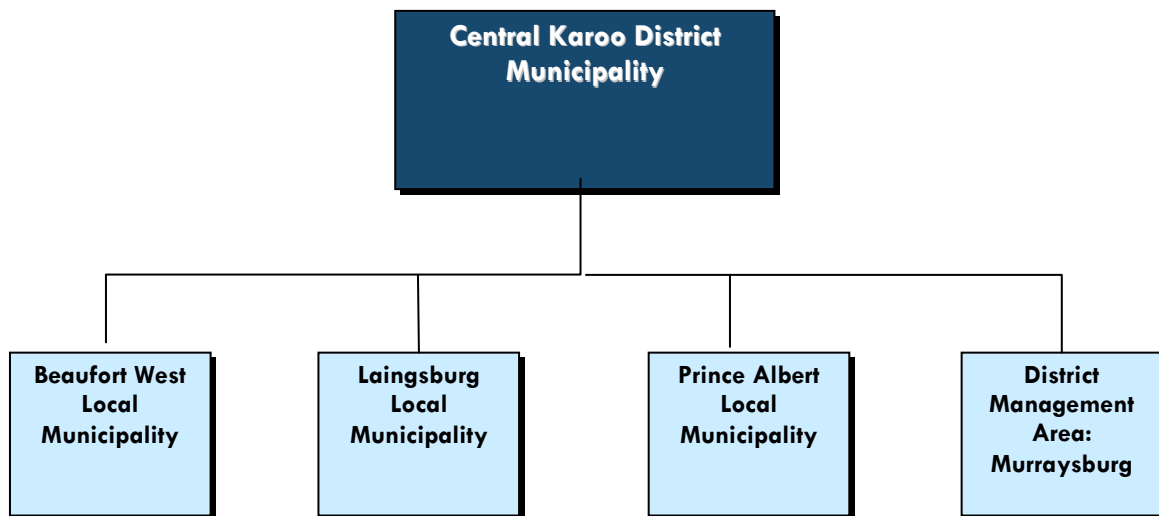 Central Karoo District
Municipality
Beaufort West
Local
Municipality
Laingsburg
Local
Municipality
Prince Albert
Local
Municipality
District
Management
Area:
Murraysburg